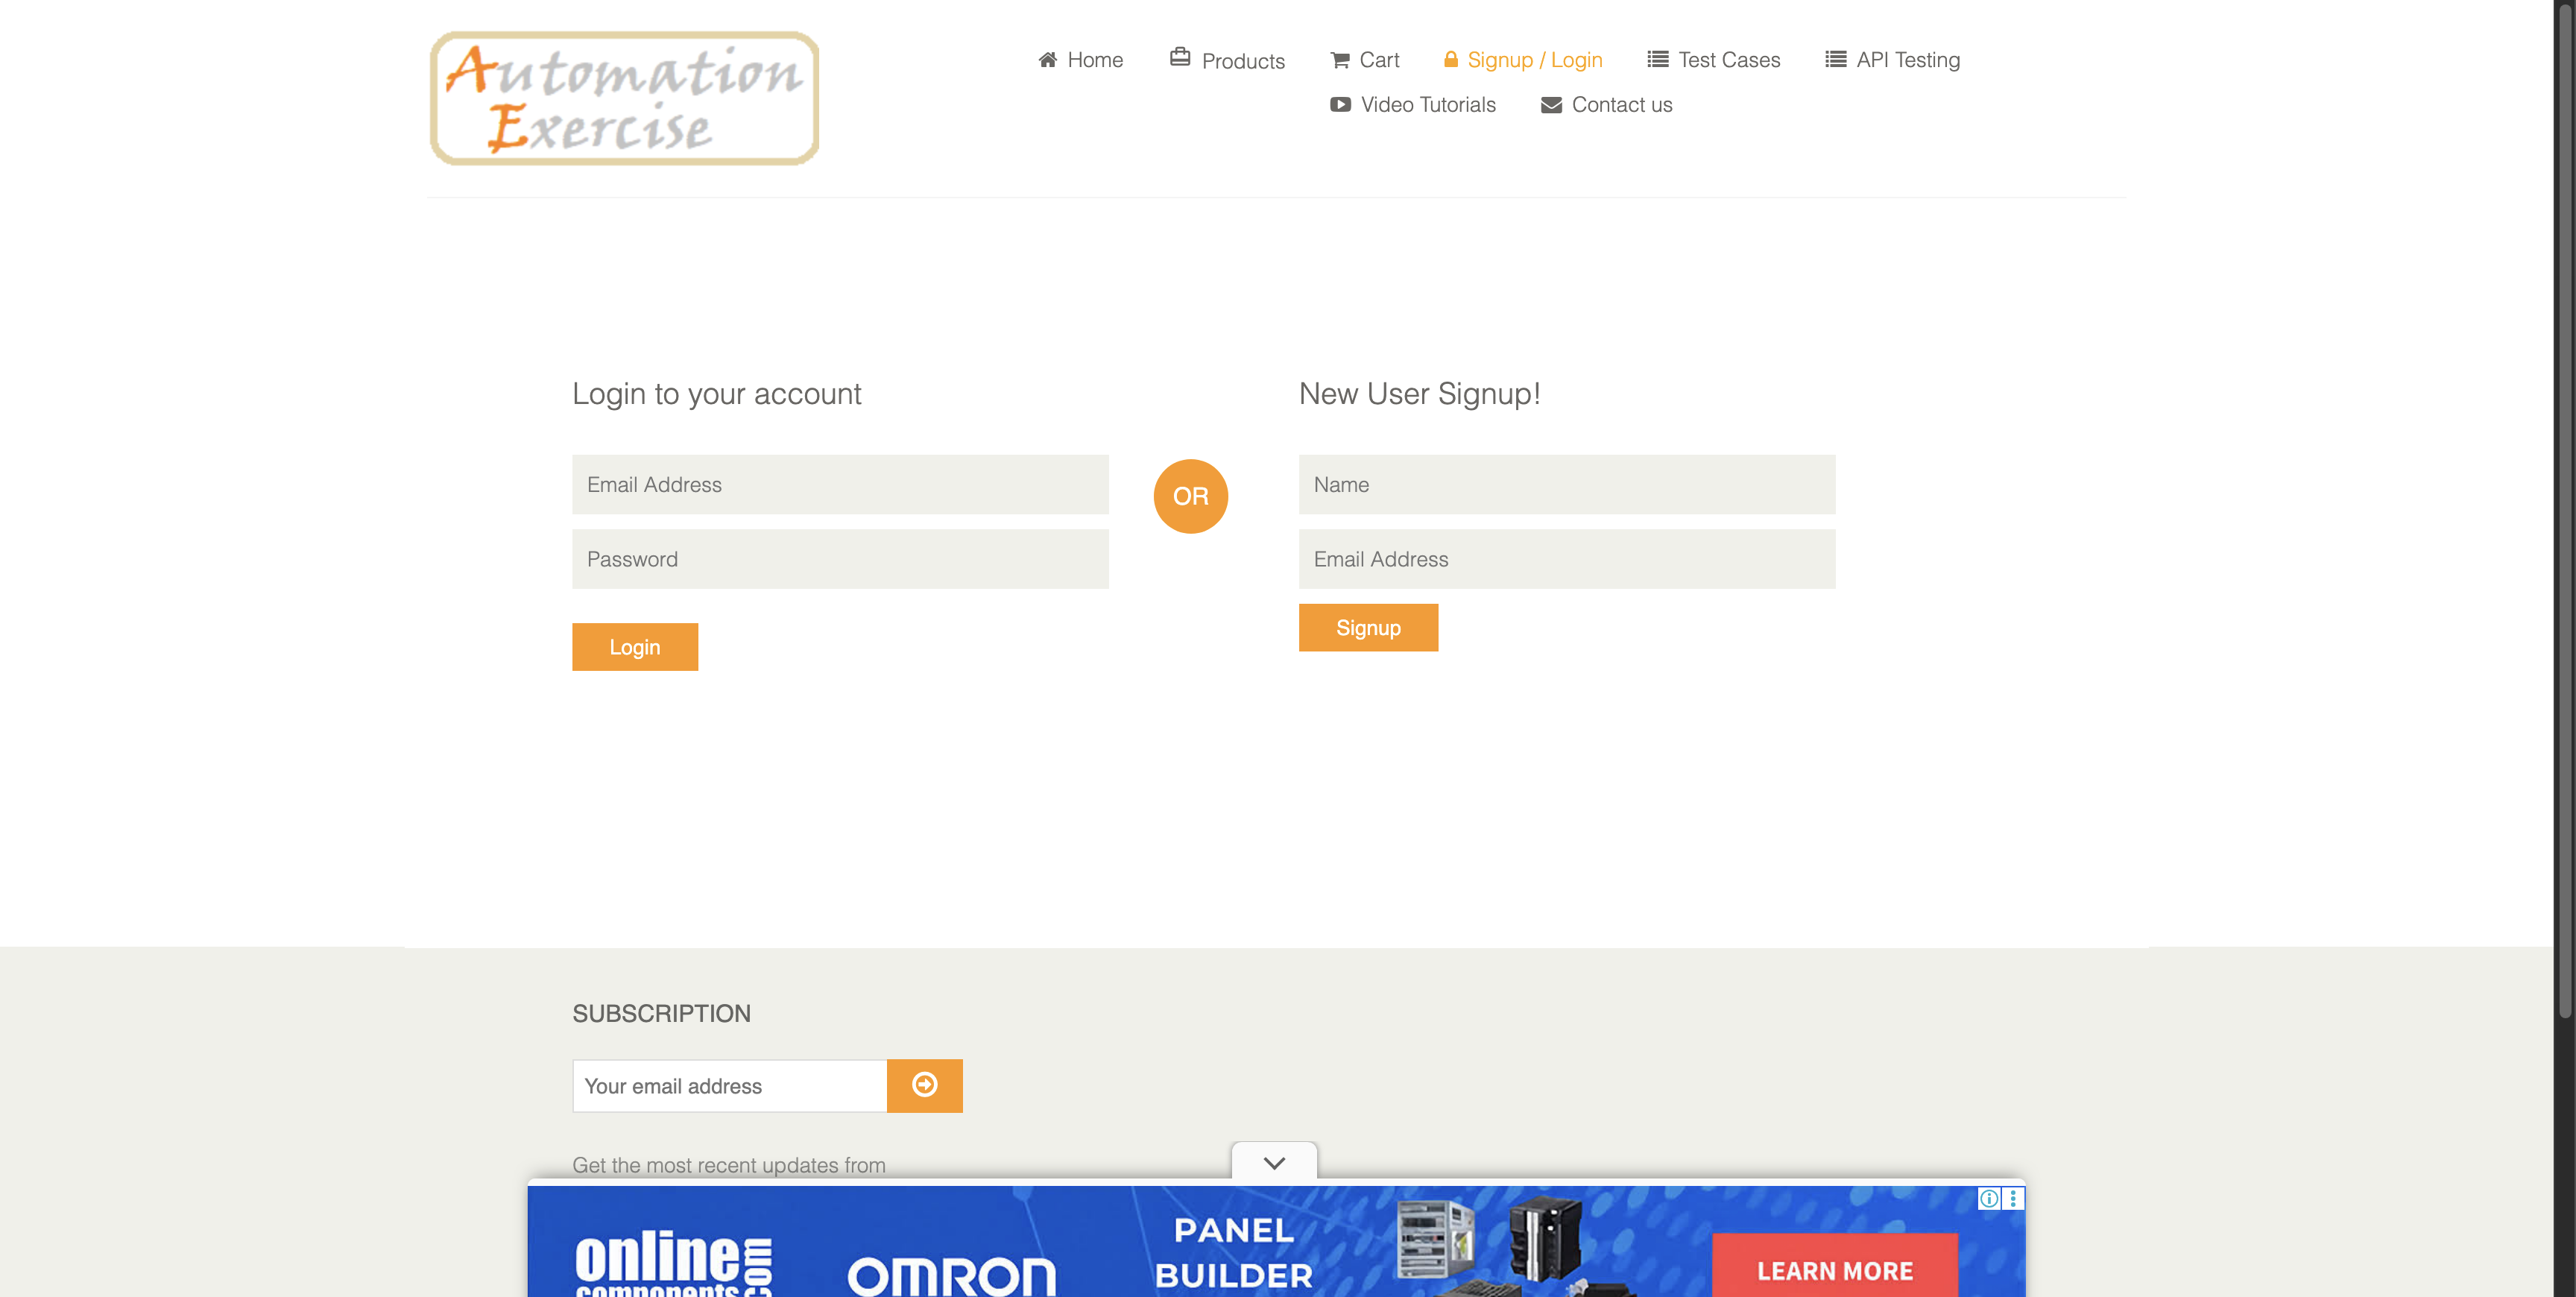 Automation
Exercise
Home
Products
Cart
Signup / Login
Test Cases
API Testing
Video Tutorials
Contact us
Login to your account
Email Address
Password
Login
OR
New User Signup!
Name
Email Address
Signup
SUBSCRIPTION
Your email address
Get the most recent updates from
online
components
.com
OMRON
PANEL
BUILDER
LEARN MORE